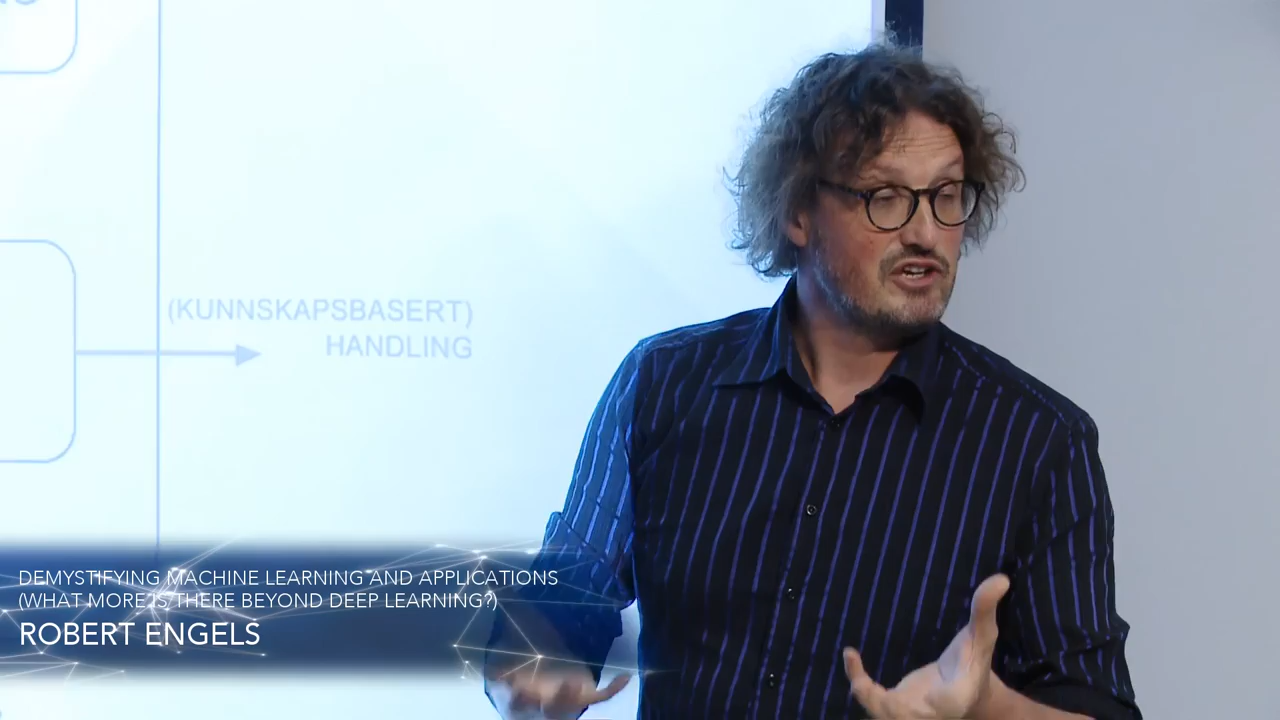 (KUNNSKAPSBASERT)
HANDLING
DEMYSTIFYING MACHINE LEARNING AND APPLICATIONS
(WHAT MORE IS THERE BEYOND DEEP LEARNING?)
ROBERT ENGELS